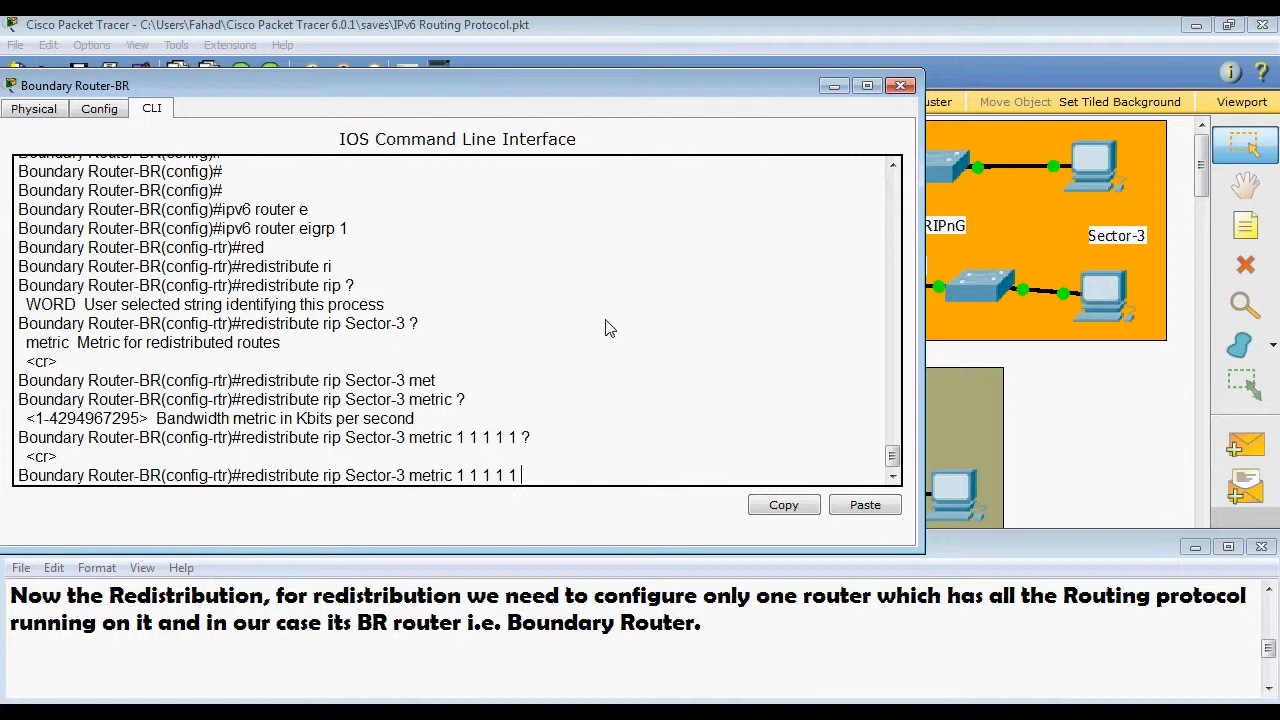 Cisco Packet Tracer - C:\Users\Fahad\Cisco Packet Tracer 6.0.1\saves\IPv6 Routing Protocol.pkt
File Edit Options View Tools Extensions Help
Boundary Router-BR
Physical Config CLI
Move Object Set Tiled Background Viewport
IOS Command Line Interface
Boundary Router-BR(config)#
Boundary Router-BR(config)#
Boundary Router-BR(config)#
Boundary Router-BR(config)#ipv6 router e
Boundary Router-BR(config)#ipv6 router eigrp 1
Boundary Router-BR(config-rtr)#red
Boundary Router-BR(config-rtr)#redistribute ri
Boundary Router-BR(config-rtr)#redistribute rip ?
WORD User selected string identifying this process
Boundary Router-BR(config-rtr)#redistribute rip Sector-3 ?
metric Metric for redistributed routes
<cr>
Boundary Router-BR(config-rtr)#redistribute rip Sector-3 met
Boundary Router-BR(config-rtr)#redistribute rip Sector-3 metric ?
<1-4294967295> Bandwidth metric in Kbits per second
Boundary Router-BR(config-rtr)#redistribute rip Sector-3 metric 1 1 1 1 1 ?
<cr>
Boundary Router-BR(config-rtr)#redistribute rip Sector-3 metric 1 1 1 1 1
Copy Paste
RIPnG
Sector-3
File Edit Format View Help
Now the Redistribution, for redistribution we need to configure only one router which has all the Routing protocol
running on it and in our case its BR router i.e. Boundary Router.